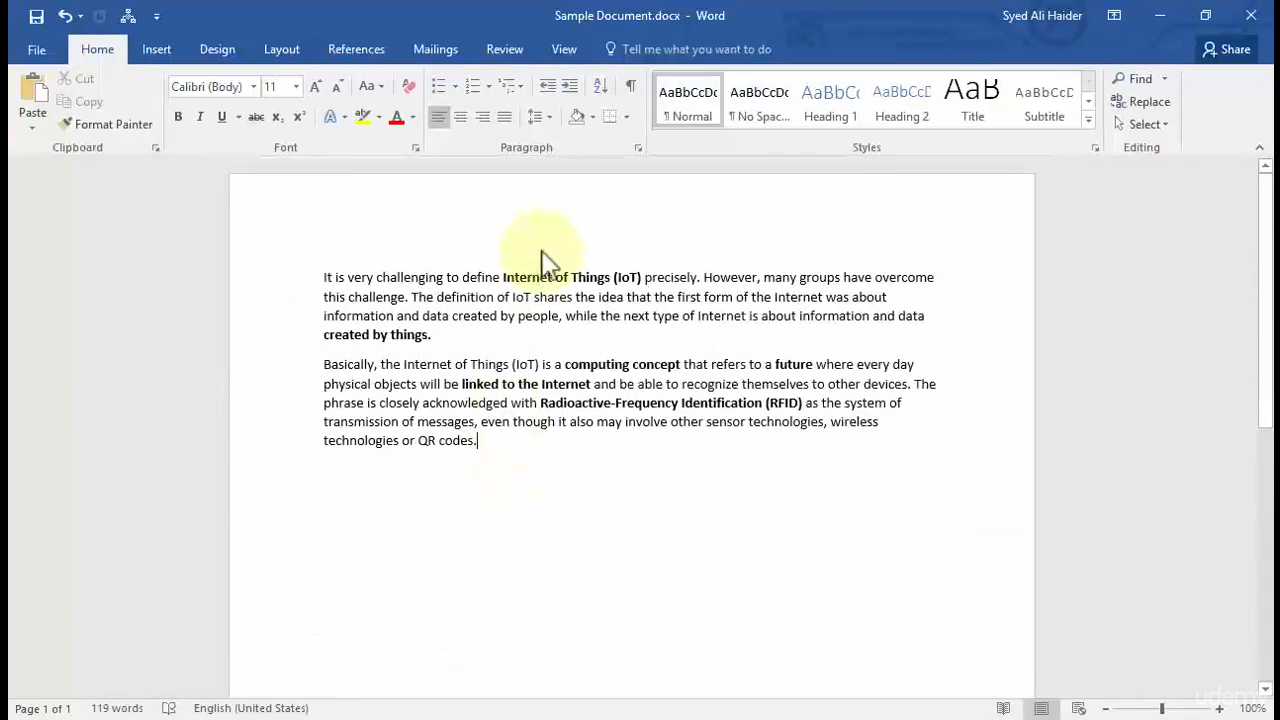 Sample Document.docx - Word
Syed Ali Haider
File Home Insert Design Layout References Mailings Review View Tell me what you want to do Share
Paste
Cut
Copy
Format Painter
Clipboard
Calibri (Body) 11
Font
Paragraph
AaBbCcDc AaBbCcDc AaBbCc AaBbCcD AaB AaBbCcD
¶ Normal ¶ No Spac... Heading 1 Heading 2 Title Subtitle
Styles
Find
Replace
Select
Editing
It is very challenging to define Internet of Things (IoT) precisely. However, many groups have overcome
this challenge. The definition of IoT shares the idea that the first form of the Internet was about
information and data created by people, while the next type of Internet is about information and data
created by things.
Basically, the Internet of Things (IoT) is a computing concept that refers to a future where every day
physical objects will be linked to the Internet and be able to recognize themselves to other devices. The
phrase is closely acknowledged with Radioactive-Frequency Identification (RFID) as the system of
transmission of messages, even though it also may involve other sensor technologies, wireless
technologies or QR codes.
udemy
Page 1 of 1 119 words English (United States) 100%